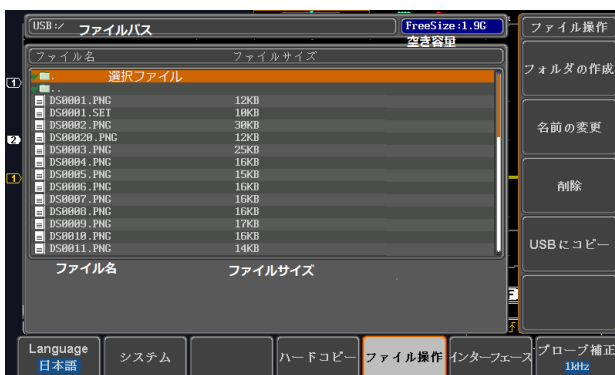 USB:/ ファイルパス
FreeSize:1.9G
空き容量
ファイル名 ファイルサイズ
. 選択ファイル
..
DS0001.PNG 12KB
DS0001.SET 10KB
DS0002.PNG 30KB
DS00020.PNG 12KB
DS0003.PNG 25KB
DS0004.PNG 16KB
DS0005.PNG 15KB
DS0006.PNG 16KB
DS0007.PNG 16KB
DS0008.PNG 16KB
DS0009.PNG 17KB
DS0010.PNG 16KB
DS0011.PNG 14KB
ファイル名 ファイルサイズ
1
2
1
ファイル操作
フォルダの作成
名前の変更
削除
USBにコピー
Language
日本語
システム
ハードコピー
ファイル操作
インターフェース
プローブ補正
1kHz